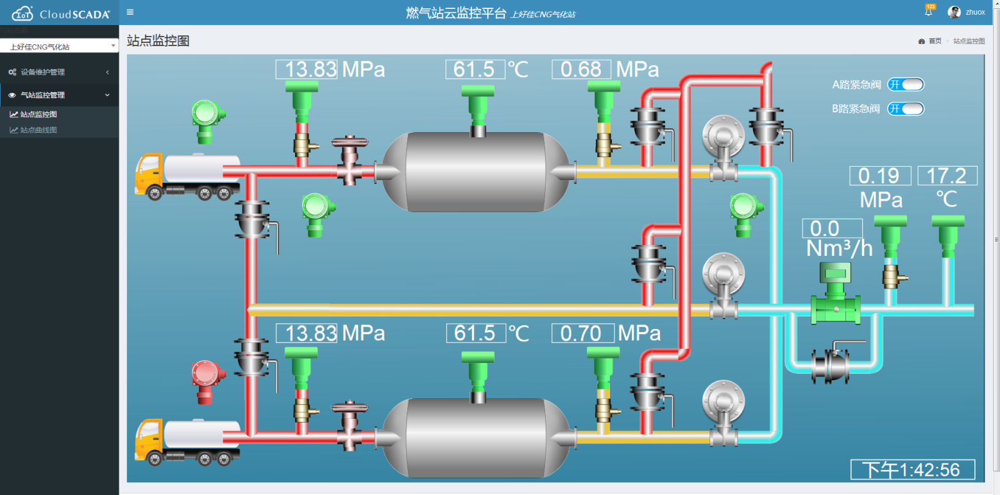 IoT CloudSCADA
燃气站云监控平台 上好佳CNG气化站
123
zhuox
上好佳CNG气化站
站点监控图
首页 > 站点监控图
设备维护管理
气站监控管理
站点监控图
站点曲线图
13.83 MPa
61.5 ℃
0.68 MPa
A路紧急阀 开
B路紧急阀 开
0.19 MPa
17.2 ℃
0.0
Nm³/h
13.83 MPa
61.5 ℃
0.70 MPa
下午1:42:56